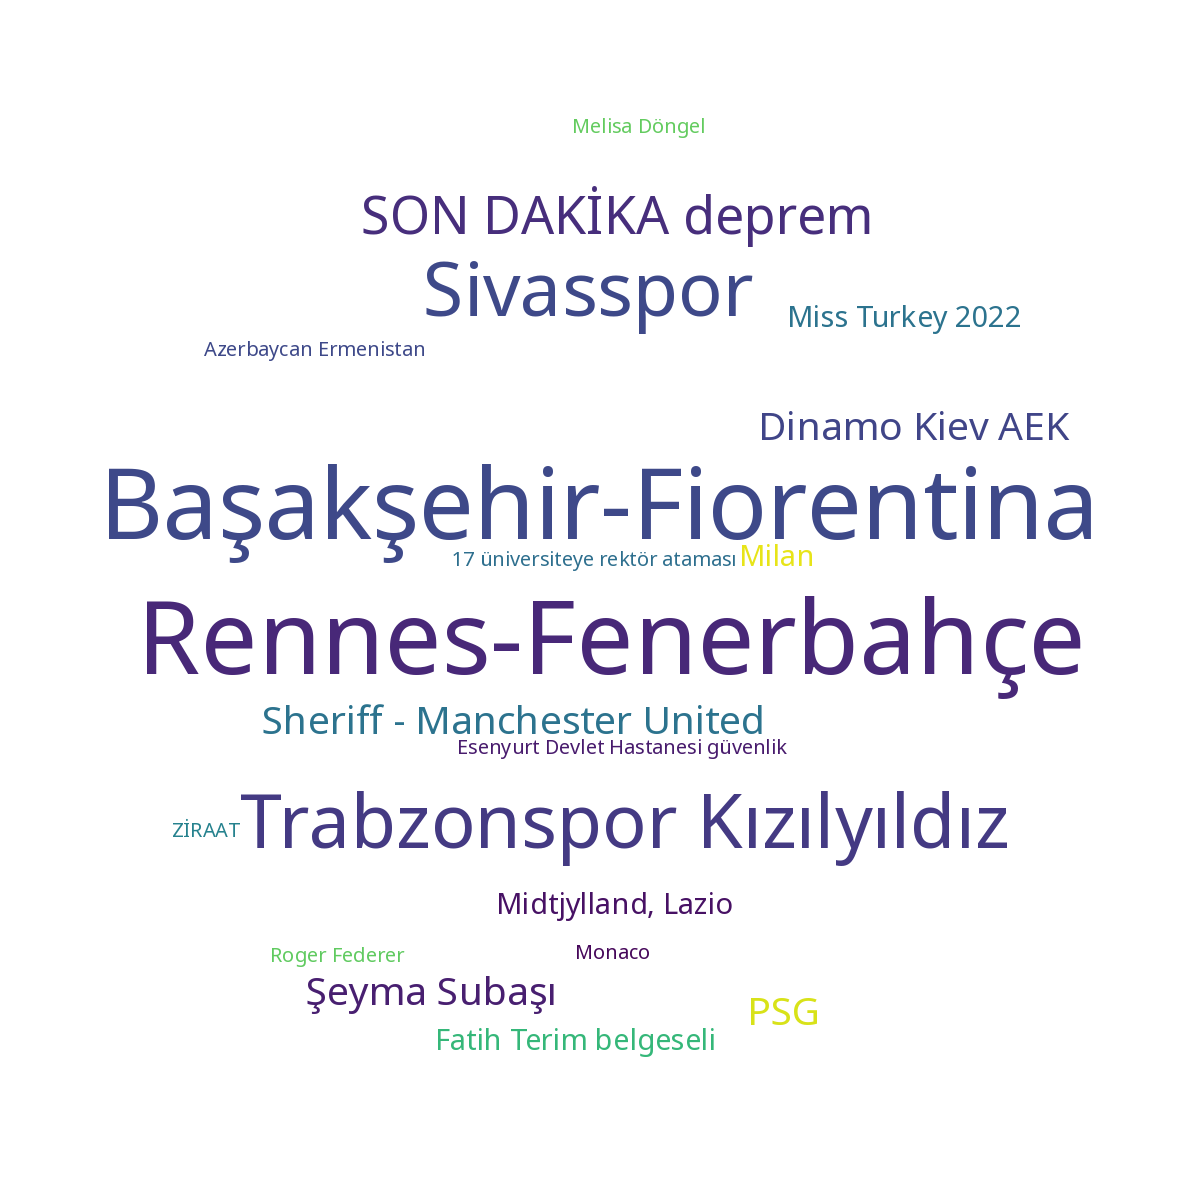 Melisa Döngel
SON DAKİKA deprem
Sivasspor
Miss Turkey 2022
Azerbaycan Ermenistan
Dinamo Kiev AEK
Başakşehir-Fiorentina
17 üniversiteye rektör ataması
Milan
Rennes-Fenerbahçe
Sheriff - Manchester United
Esenyurt Devlet Hastanesi güvenlik
Trabzonspor Kızılyıldız
ZİRAAT
Midtjylland, Lazio
Monaco
Roger Federer
Şeyma Subaşı
PSG
Fatih Terim belgeseli